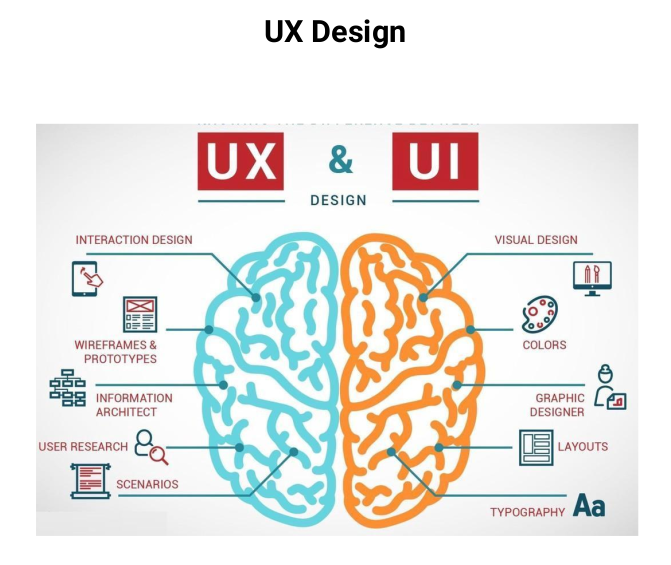 UX Design
UX & UI
DESIGN
INTERACTION DESIGN
WIREFRAMES &
PROTOTYPES
INFORMATION
ARCHITECT
USER RESEARCH
SCENARIOS
VISUAL DESIGN
COLORS
GRAPHIC
DESIGNER
LAYOUTS
TYPOGRAPHY Aa